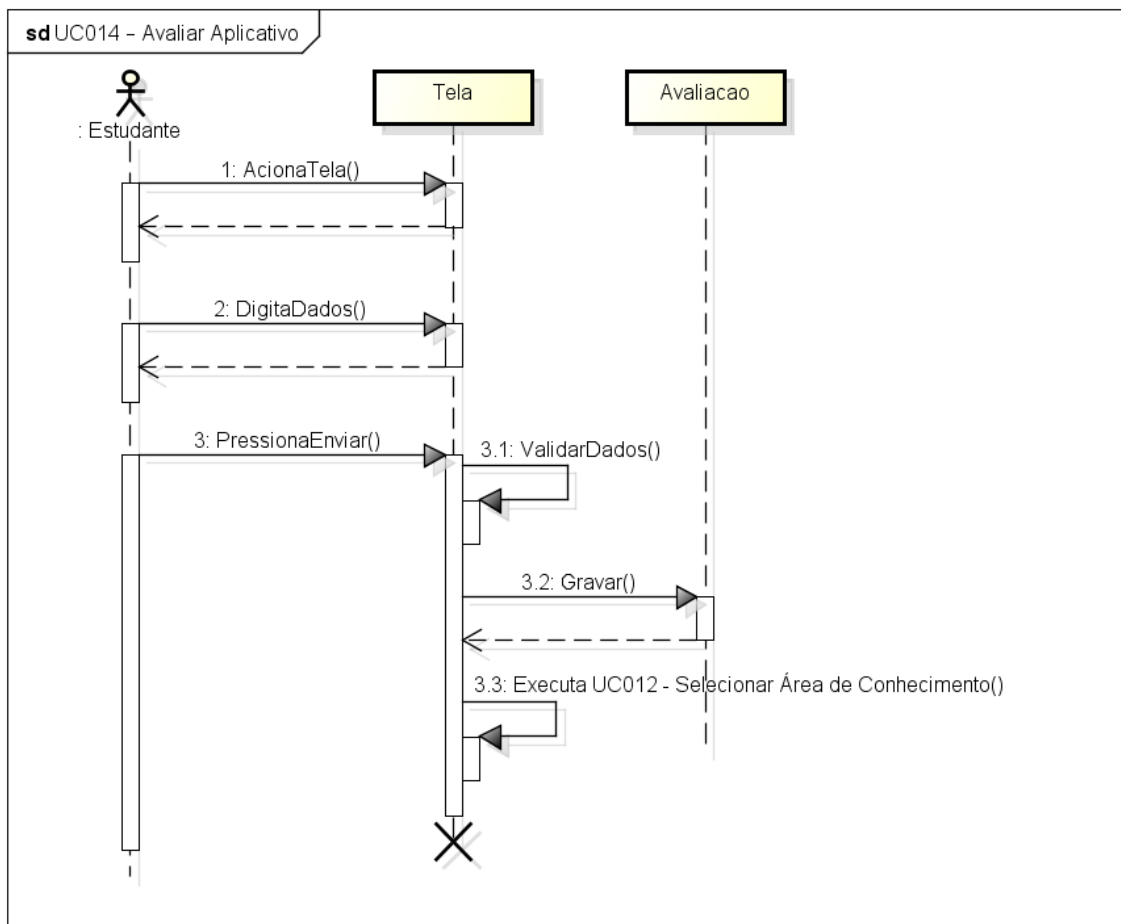 sd UC014 – Avaliar Aplicativo
Tela
Avaliacao
: Estudante
1: AcionaTela()
2: DigitaDados()
3: PressionaEnviar()
3.1: ValidarDados()
3.2: Gravar()
3.3: Executa UC012 - Selecionar Área de Conhecimento()